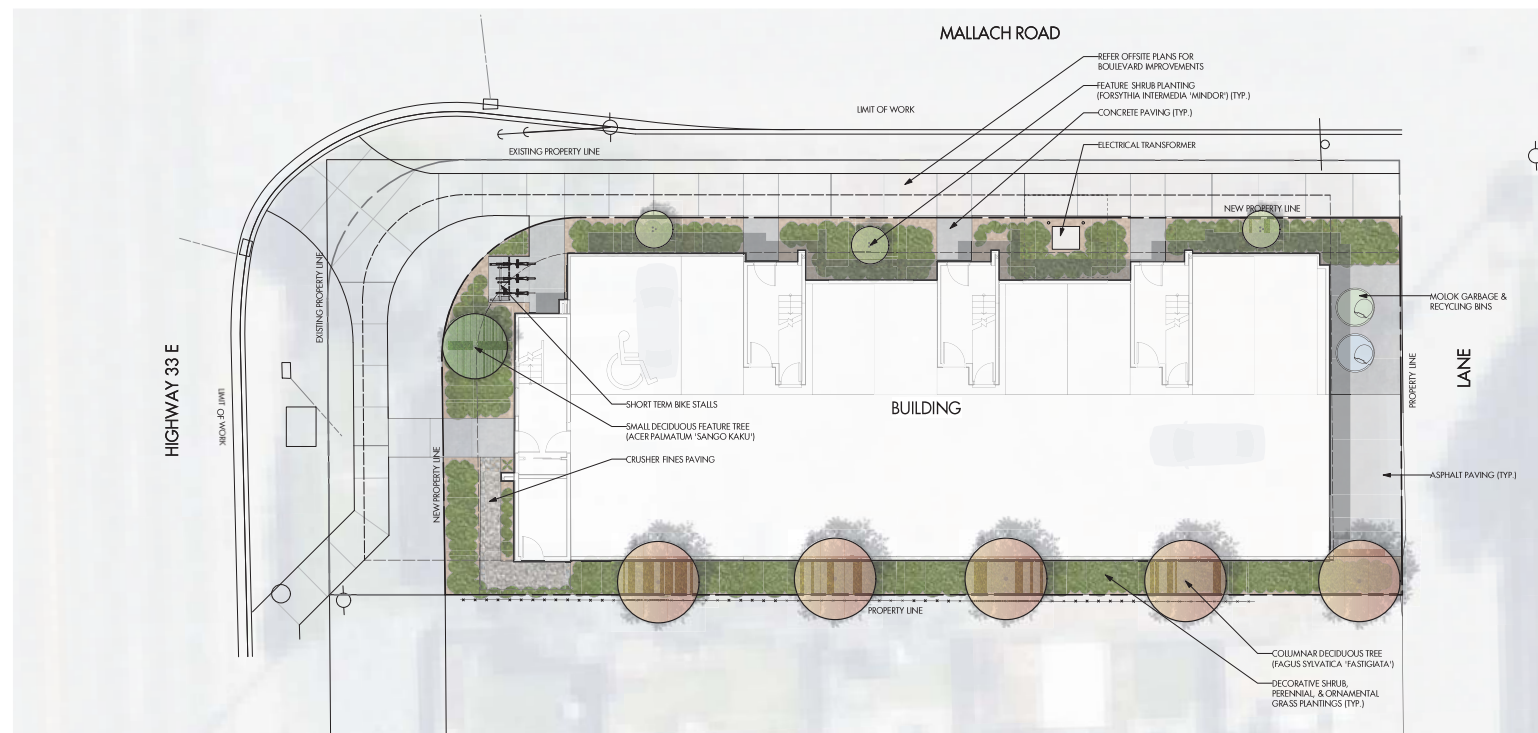 MALLACH ROAD
REFER OFFSITE PLANS FOR
BOULEVARD IMPROVEMENTS
FEATURE SHRUB PLANTING
(FORSYTHIA INTERMEDIA 'MINDOR') (TYP.)
LIMIT OF WORK
CONCRETE PAVING (TYP.)
EXISTING PROPERTY LINE
ELECTRICAL TRANSFORMER
NEW PROPERTY LINE
EXISTING PROPERTY LINE
MOLOK GARBAGE &
RECYCLING BINS
HIGHWAY 33 E
LIMIT OF WORK
LANE
PROPERTY LINE
SHORT TERM BIKE STALLS
BUILDING
SMALL DECIDUOUS FEATURE TREE
(ACER PALMATUM 'SANGO KAKU')
CRUSHER FINES PAVING
NEW PROPERTY LINE
ASPHALT PAVING (TYP.)
PROPERTY LINE
COLUMNAR DECIDUOUS TREE
(FAGUS SYLVATICA 'FASTIGIATA')
DECORATIVE SHRUB,
PERENNIAL, & ORNAMENTAL
GRASS PLANTINGS (TYP.)